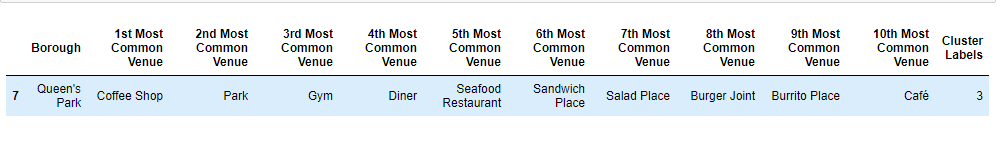 Borough 1st Most Common Venue 2nd Most Common Venue 3rd Most Common Venue 4th Most Common Venue 5th Most Common Venue 6th Most Common Venue 7th Most Common Venue 8th Most Common Venue 9th Most Common Venue 10th Most Common Venue Cluster Labels
7 Queen's Park Coffee Shop Park Gym Diner Seafood Restaurant Sandwich Place Salad Place Burger Joint Burrito Place Café 3